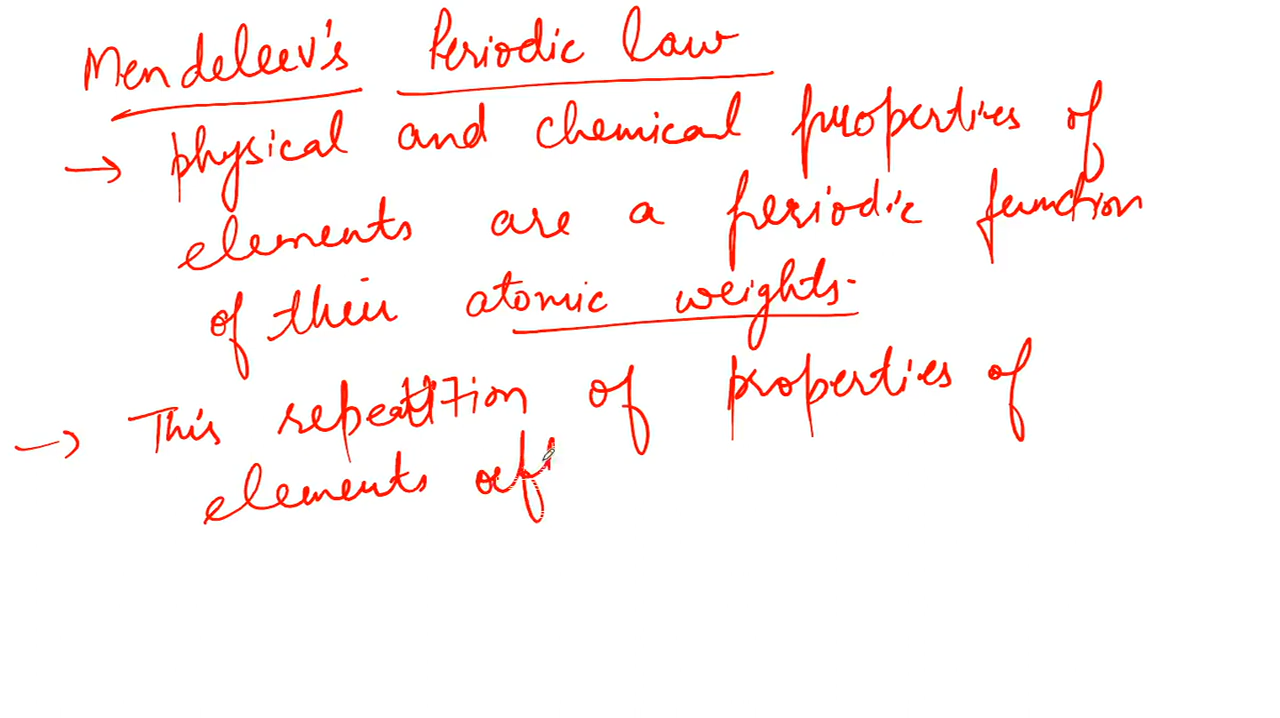 Mendeleev's Periodic law
→ physical and chemical properties of
elements are a periodic function
of their atomic weights.
→ This repetition of properties of
elements